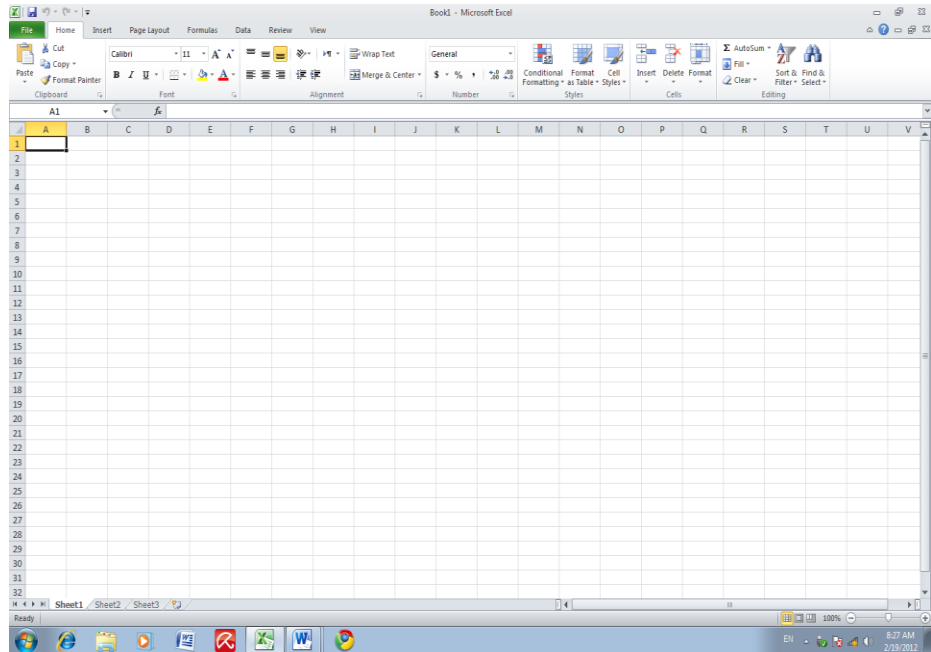 Book1 - Microsoft Excel
File Home Insert Page Layout Formulas Data Review View
Paste
Cut
Copy
Format Painter
Clipboard
Calibri 11
B I U A
Font
Wrap Text
Merge & Center
Alignment
General
$ % ,
Number
Conditional Formatting
Format as Table
Cell Styles
Styles
Insert Delete Format
Cells
Σ AutoSum
Fill
Clear
Sort & Filter
Find & Select
Editing
A1 fx
A B C D E F G H I J K L M N O P Q R S T U V
1
2
3
4
5
6
7
8
9
10
11
12
13
14
15
16
17
18
19
20
21
22
23
24
25
26
27
28
29
30
31
32
Sheet1 Sheet2 Sheet3
Ready 100%
EN 8:27 AM
2/19/2012